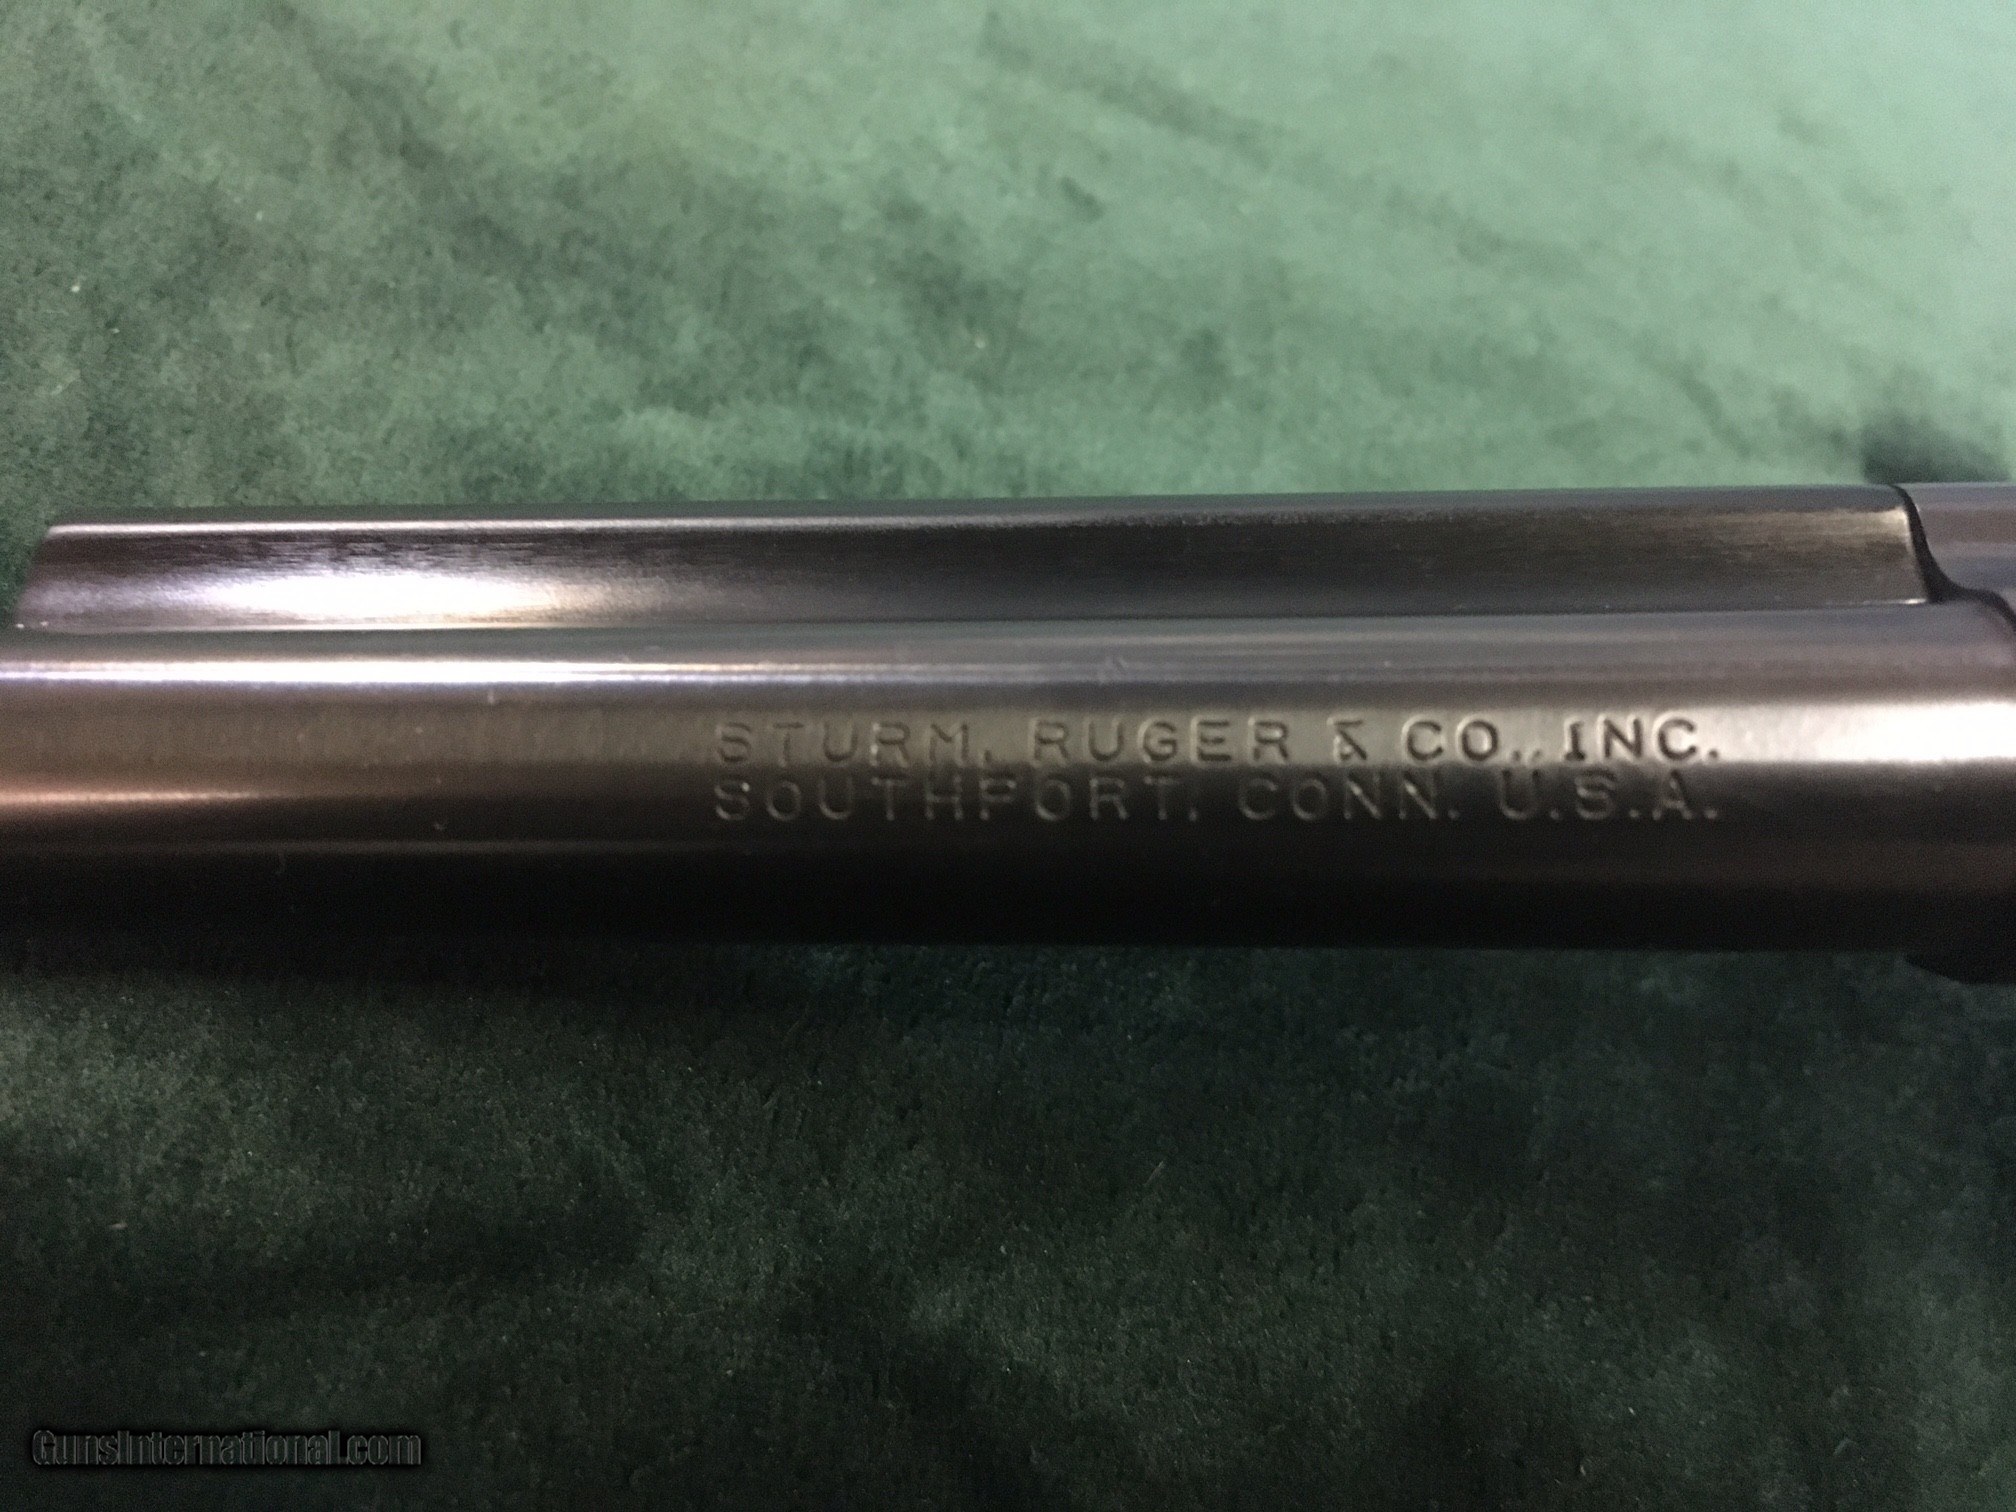 STURM, RUGER & CO., INC.
SOUTHPORT, CONN. U.S.A.
GunsInternational.com